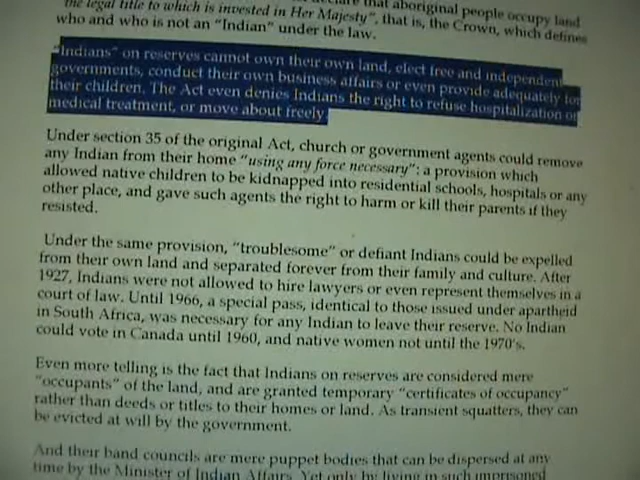 the legal title to which is invested in Her Majesty", that is, the Crown, which defines
that aboriginal people occupy land
who and who is not an "Indian" under the law.
"Indians" on reserves cannot own their own land, elect free and independent
governments, conduct their own business affairs or even provide adequately for
their children. The Act even denies Indians the right to refuse hospitalization or
medical treatment, or move about freely
Under section 35 of the original Act, church or government agents could remove
any Indian from their home "using any force necessary": a provision which
allowed native children to be kidnapped into residential schools, hospitals or any
other place, and gave such agents the right to harm or kill their parents if they
resisted.
Under the same provision, "troublesome" or defiant Indians could be expelled
from their own land and separated forever from their family and culture. After
1927, Indians were not allowed to hire lawyers or even represent themselves in a
court of law. Until 1966, a special pass, identical to those issued under apartheid
in South Africa, was necessary for any Indian to leave their reserve. No Indian
could vote in Canada until 1960, and native women not until the 1970's.
Even more telling is the fact that Indians on reserves are considered mere
"occupants" of the land, and are granted temporary "certificates of occupancy"
rather than deeds or titles to their homes or land. As transient squatters, they can
be evicted at will by the government.
And their band councils are mere puppet bodies that can be dispersed at any
time by the Minister of Indian Affairs. Yet only by living in such imprisoned